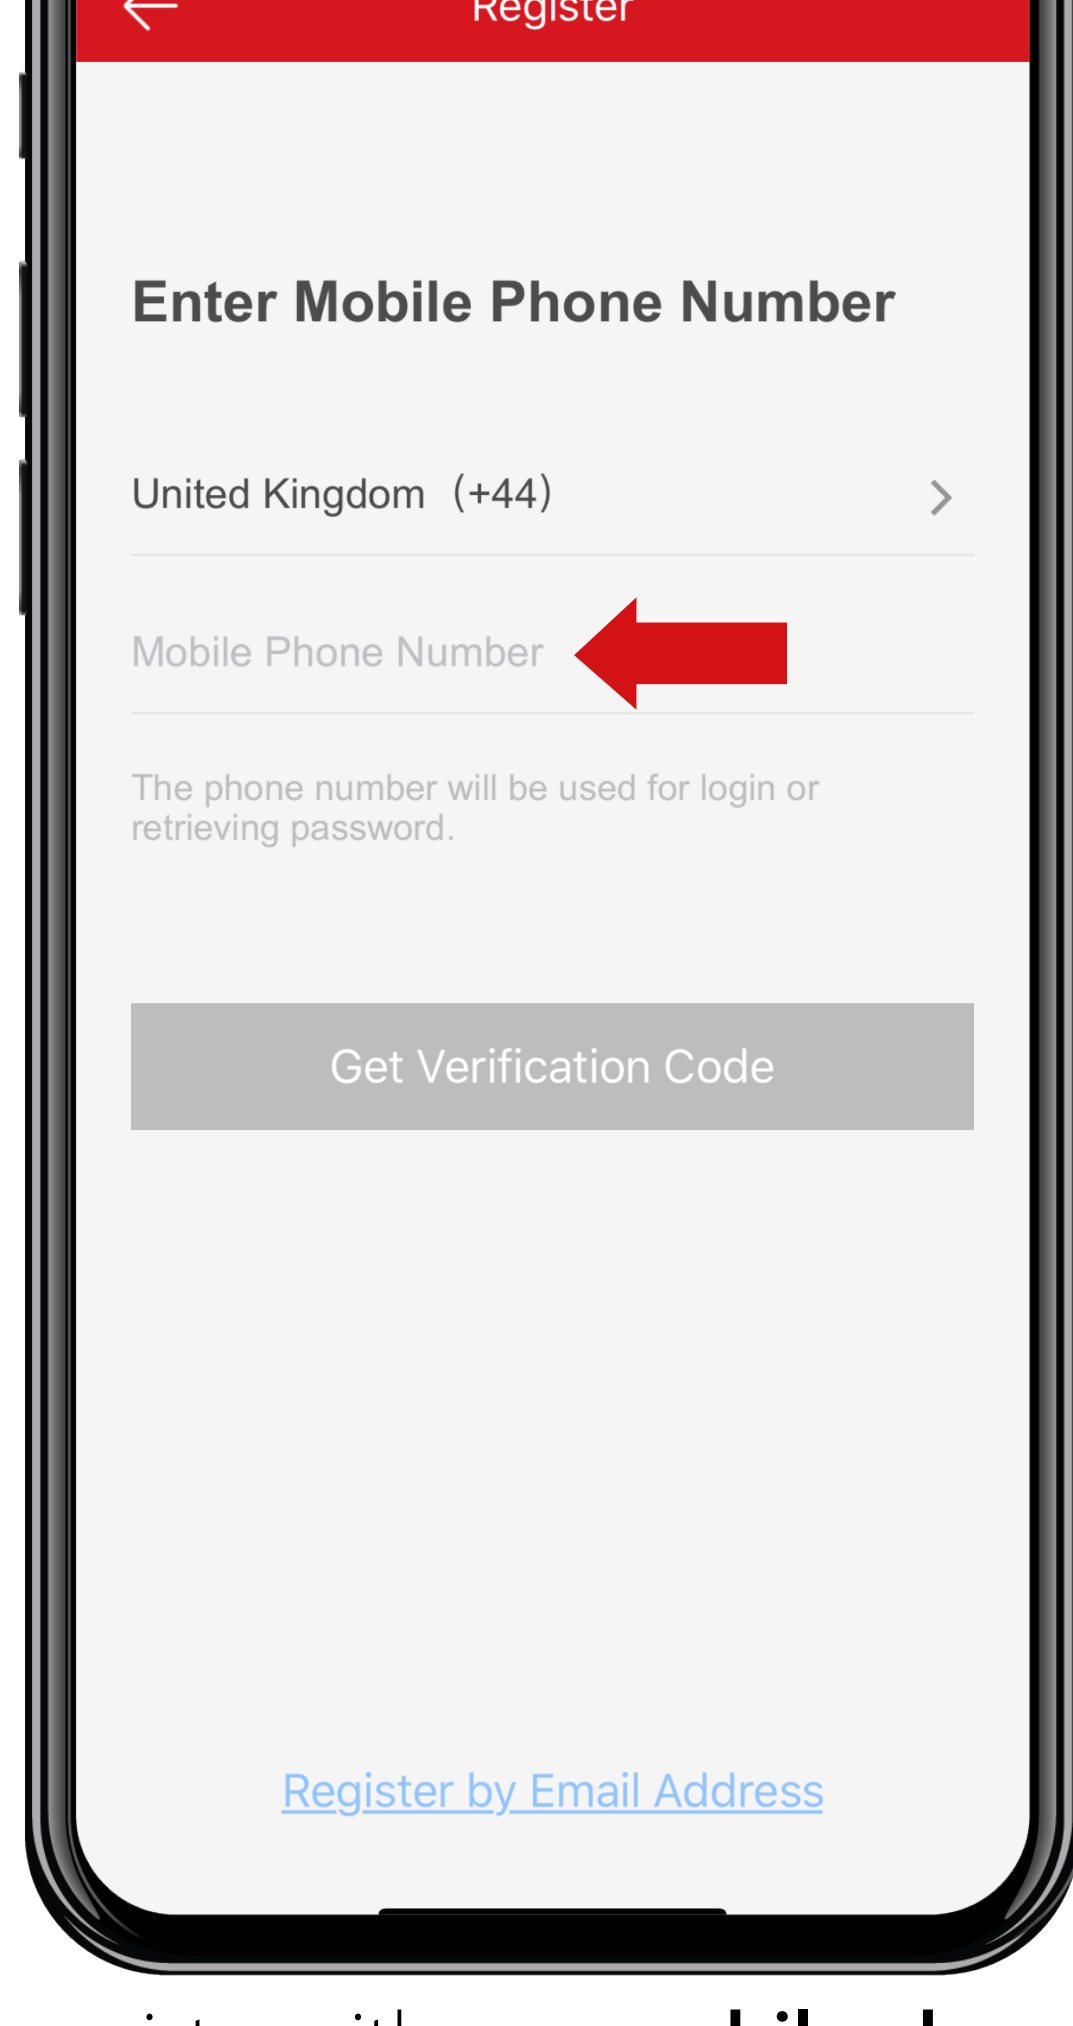 Register
Enter Mobile Phone Number
United Kingdom (+44)
Mobile Phone Number
The phone number will be used for login or
retrieving password.
Get Verification Code
Register by Email Address